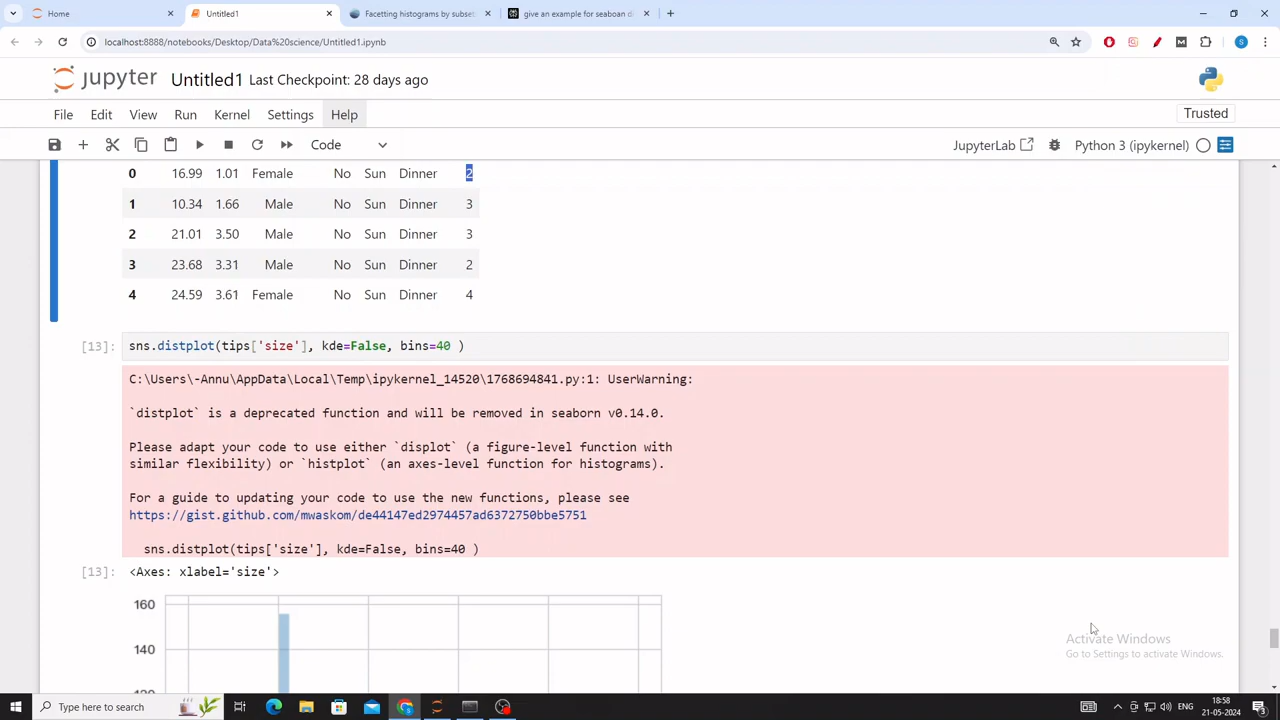 Home
Untitled1
Facetting histograms by subse
give an example for seaboan di
localhost:8888/notebooks/Desktop/Data%20science/Untitled1.ipynb
jupyter
Untitled1 Last Checkpoint: 28 days ago
File Edit View Run Kernel Settings Help
Trusted
Code
JupyterLab
Python 3 (ipykernel)
0 16.99 1.01 Female No Sun Dinner 2
1 10.34 1.66 Male No Sun Dinner 3
2 21.01 3.50 Male No Sun Dinner 3
3 23.68 3.31 Male No Sun Dinner 2
4 24.59 3.61 Female No Sun Dinner 4
[13]: sns.distplot(tips['size'], kde=False, bins=40 )
C:\Users\-Annu\AppData\Local\Temp\ipykernel_14520\1768694841.py:1: UserWarning:
`distplot` is a deprecated function and will be removed in seaborn v0.14.0.
Please adapt your code to use either `displot` (a figure-level function with
similar flexibility) or `histplot` (an axes-level function for histograms).
For a guide to updating your code to use the new functions, please see
https://gist.github.com/mwaskom/de44147ed2974457ad6372750bbe5751
sns.distplot(tips['size'], kde=False, bins=40 )
[13]: <Axes: xlabel='size'>
160
140
120
Activate Windows
Go to Settings to activate Windows.
Type here to search
18:58
21-05-2024